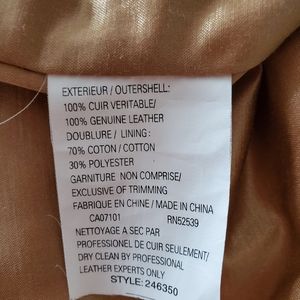 EXTERIEUR / OUTERSHELL:
100% CUIR VERITABLE/
100% GENUINE LEATHER
DOUBLURE / LINING:
70% COTON / COTTON
30% POLYESTER
GARNITURE NON COMPRISE/
EXCLUSIVE OF TRIMMING
FABRIQUE EN CHINE / MADE IN CHINA
CA07101 RN52539
NETTOYAGE A SEC PAR
PROFESSIONEL DE CUIR SEULEMENT/
DRY CLEAN BY PROFESSIONAL
LEATHER EXPERTS ONLY
STYLE: 246350